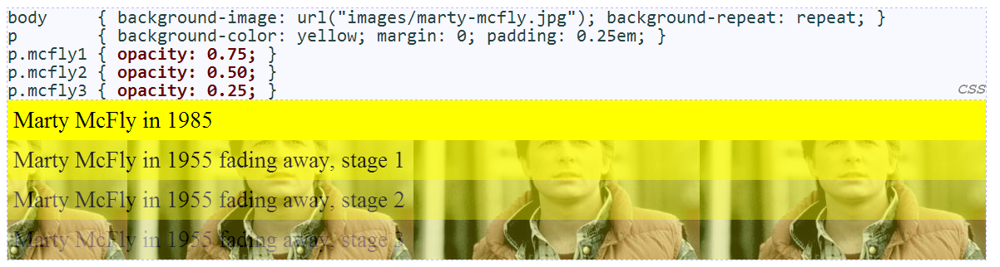 body    { background-image: url("images/marty-mcfly.jpg"); background-repeat: repeat; }
p       { background-color: yellow; margin: 0; padding: 0.25em; }
p.mcfly1 { opacity: 0.75; }
p.mcfly2 { opacity: 0.50; }
p.mcfly3 { opacity: 0.25; }
CSS
Marty McFly in 1985
Marty McFly in 1955 fading away, stage 1
Marty McFly in 1955 fading away, stage 2
Marty McFly in 1955 fading away, stage 3